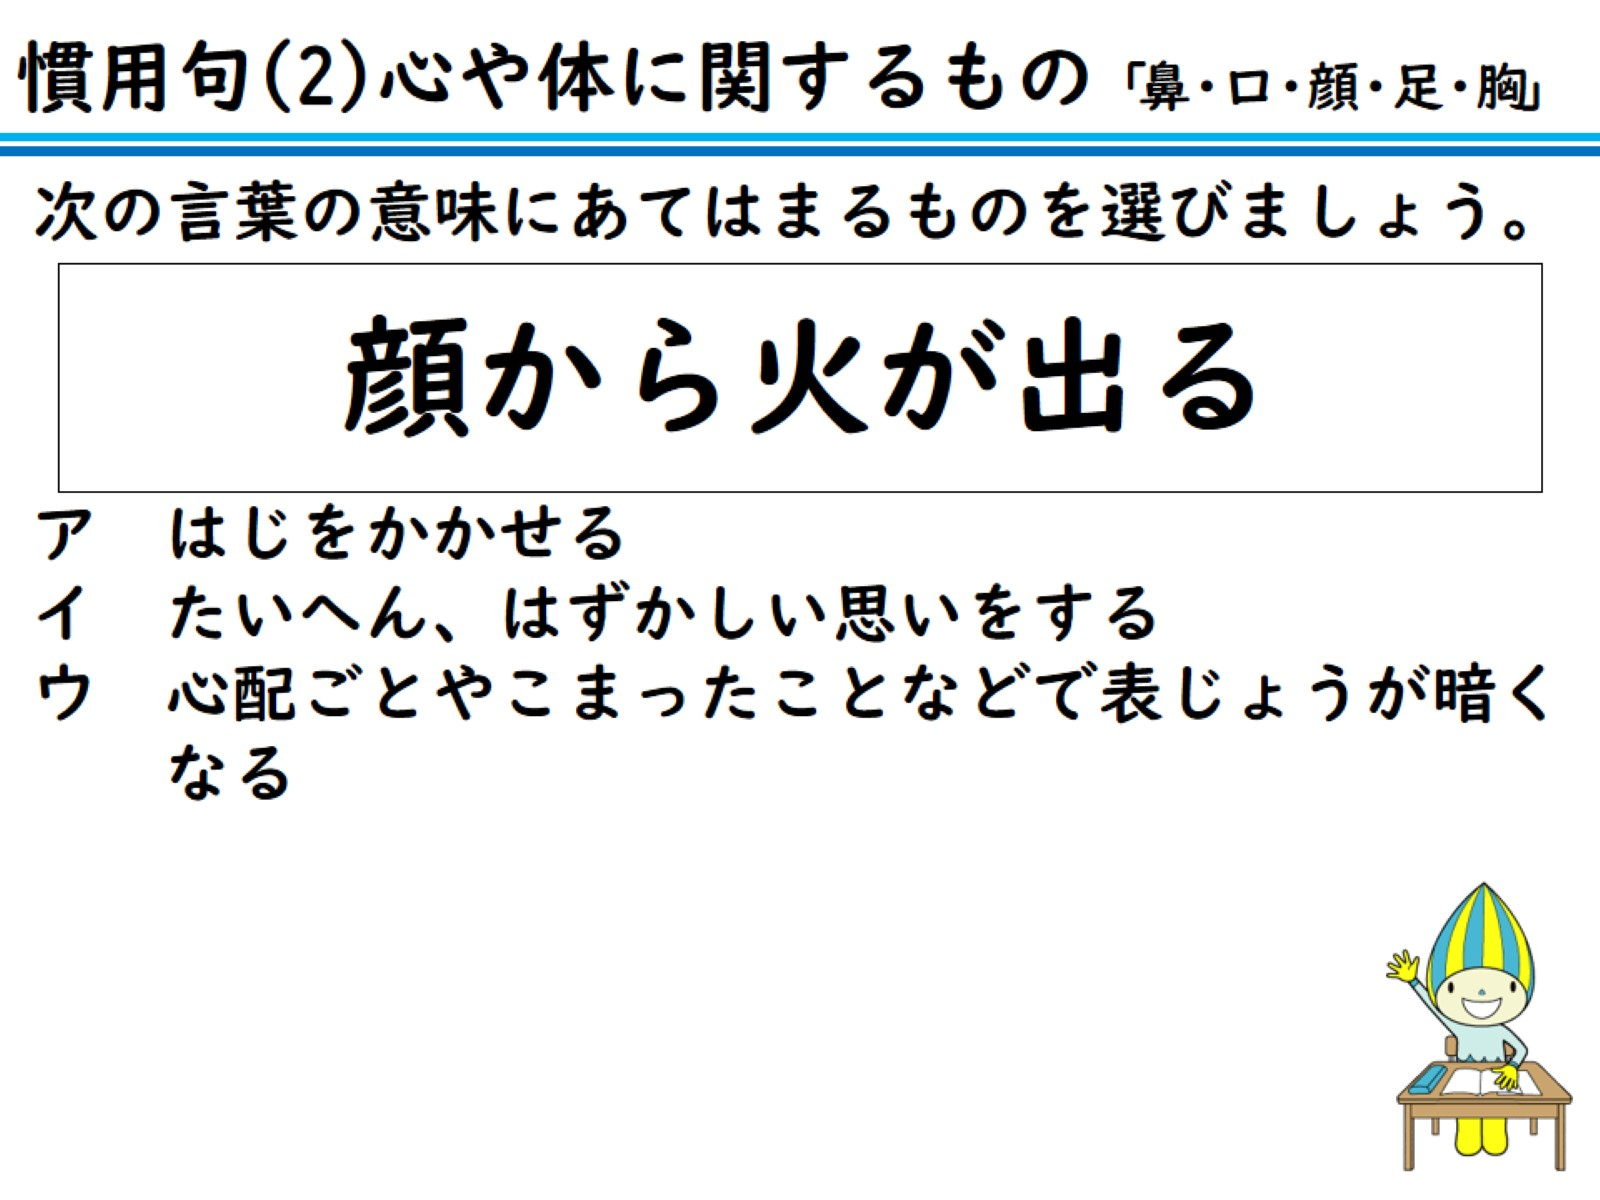 慣用句(2)心や体に関するもの「鼻・口・顔・足・胸」
次の言葉の意味にあてはまるものを選びましょう。
顔から火が出る
ア　はじをかかせる
イ　たいへん、はずかしい思いをする
ウ　心配ごとやこまったことなどで表じょうが暗く
なる